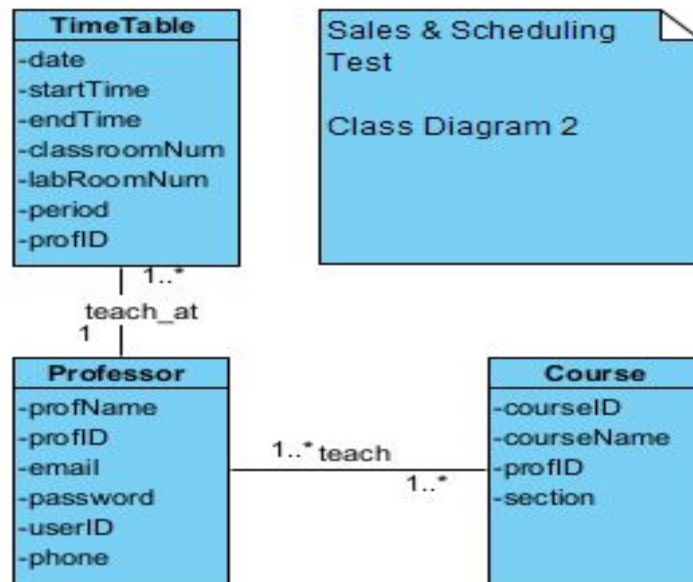 TimeTable
-date
-startTime
-endTime
-classroomNum
-labRoomNum
-period
-profID
Sales & Scheduling
Test
Class Diagram 2
1..*
teach_at
1
Professor
-profName
-profID
-email
-password
-userID
-phone
1..* teach
1..*
Course
-courseID
-courseName
-profID
-section